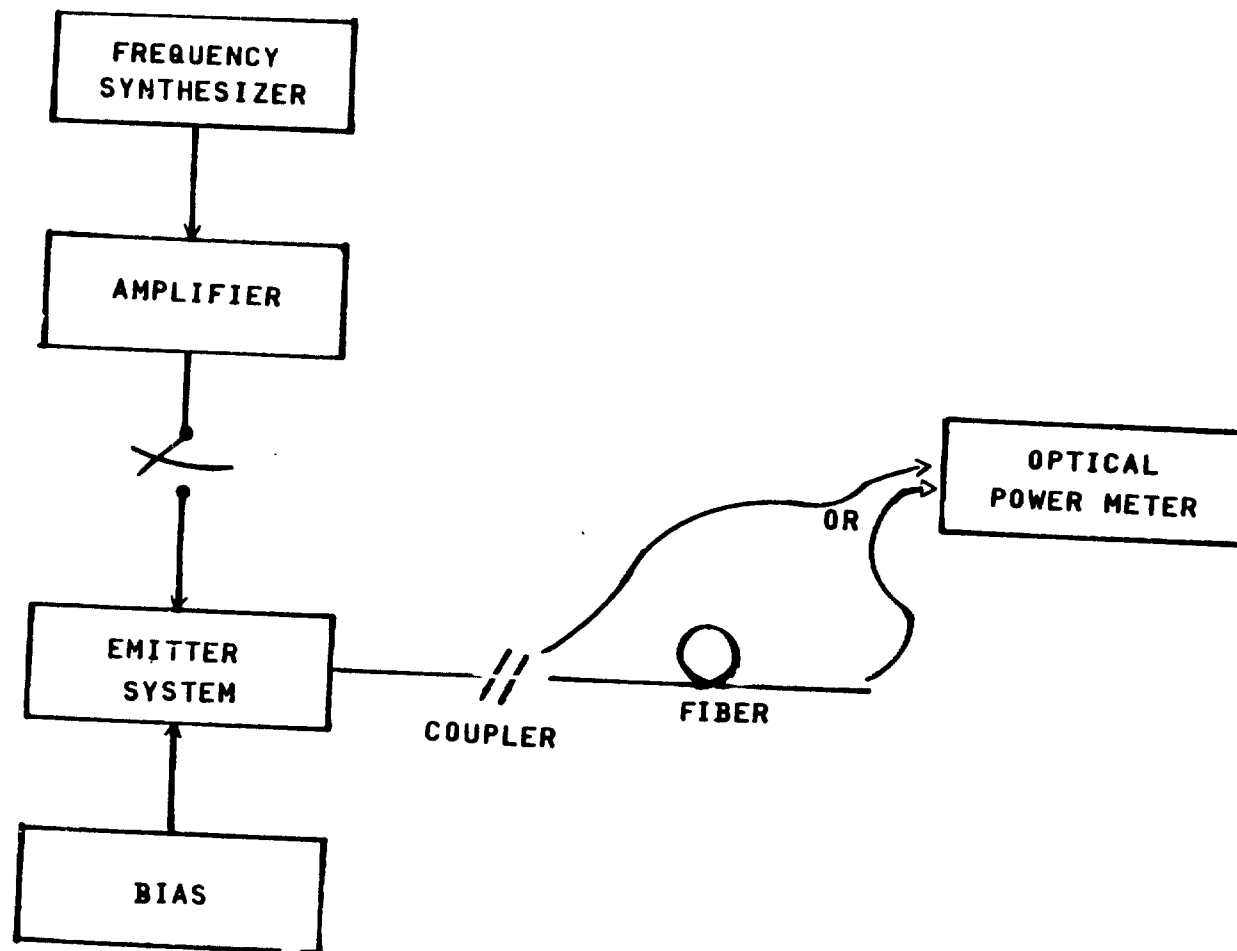 FREQUENCY
SYNTHESIZER
AMPLIFIER
OPTICAL
POWER METER
OR
EMITTER
SYSTEM
COUPLER
FIBER
BIAS